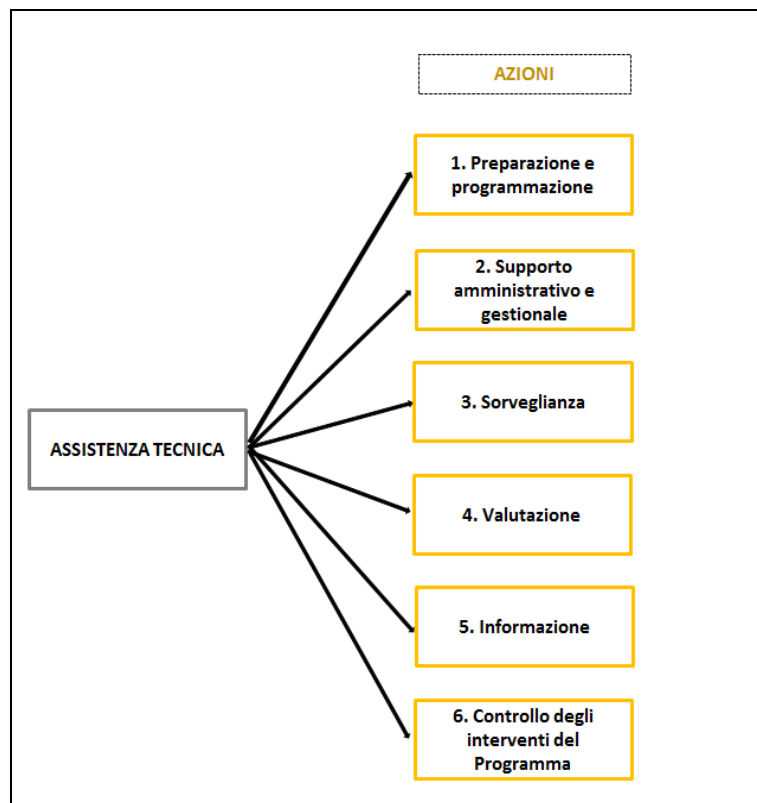 AZIONI
1. Preparazione e
programmazione
2. Supporto
amministrativo e
gestionale
3. Sorveglianza
ASSISTENZA TECNICA
4. Valutazione
5. Informazione
6. Controllo degli
interventi del
Programma